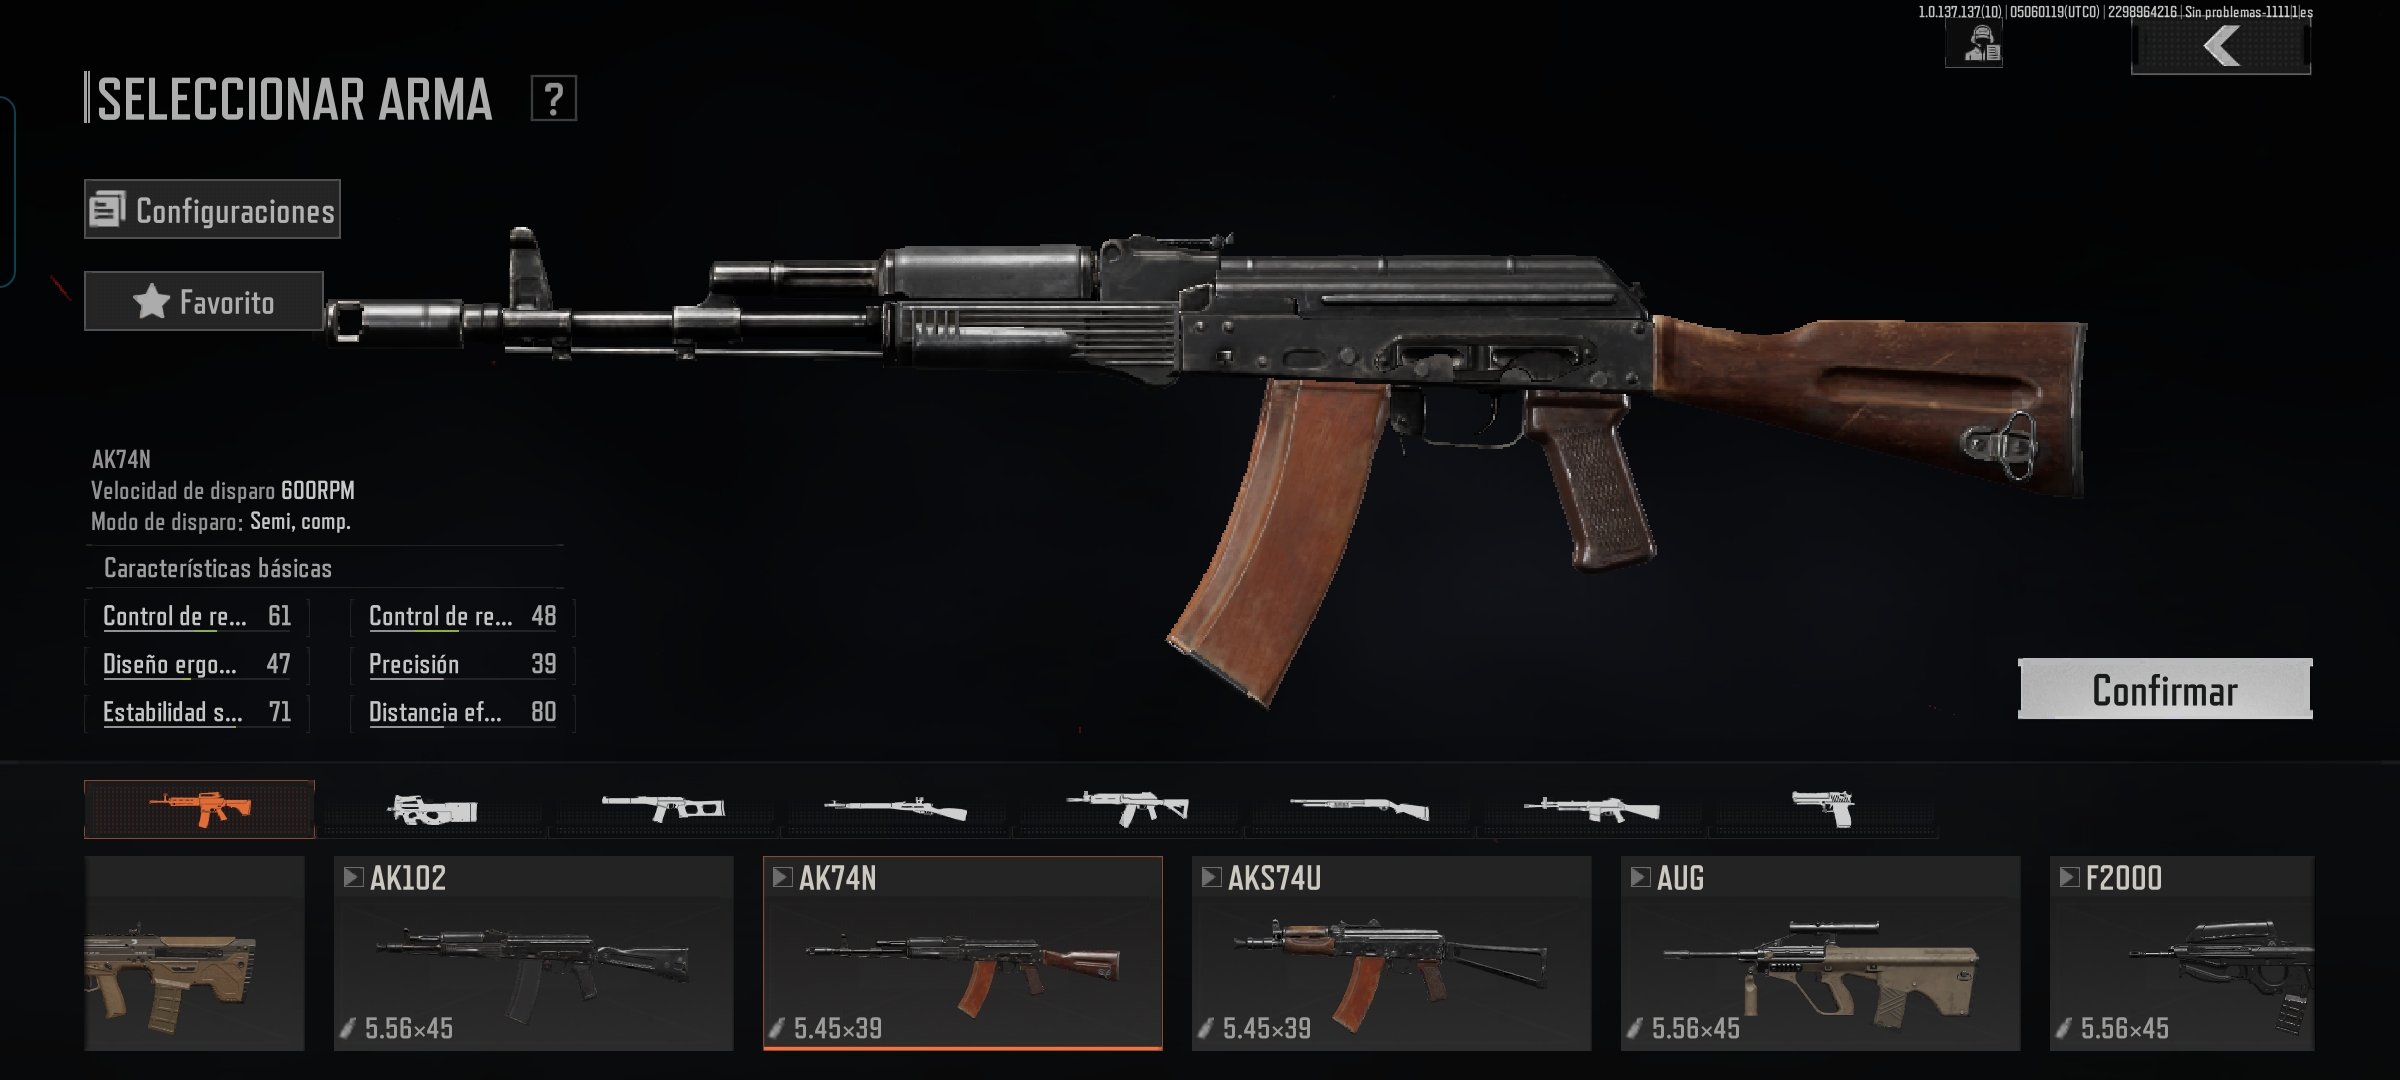 1.0.137.137(10) | 05060119(UTC0) | 2298964216 | Sin problemas-1111|1|es
SELECCIONAR ARMA ?
Configuraciones
Favorito
AK74N
Velocidad de disparo 600RPM
Modo de disparo: Semi, comp.
Características básicas
Control de re... 61 Control de re... 48
Diseño ergo... 47 Precisión 39
Estabilidad s... 71 Distancia ef... 80
Confirmar
AK102 AK74N AKS74U AUG F2000
5.56×45 5.45×39 5.45×39 5.56×45 5.56×45